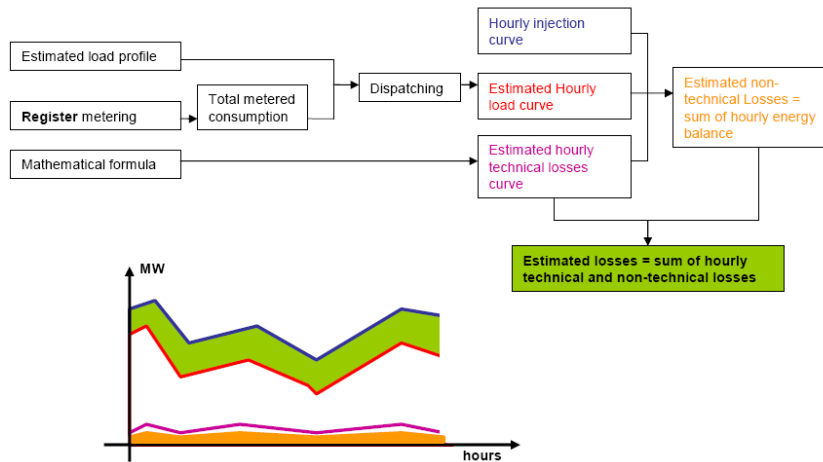 Hourly injection
curve
Estimated load profile
Register metering
Total metered
consumption
Dispatching
Estimated Hourly
load curve
Estimated non-
technical Losses =
sum of hourly energy
balance
Mathematical formula
Estimated hourly
technical losses
curve
Estimated losses = sum of hourly
technical and non-technical losses
MW
hours